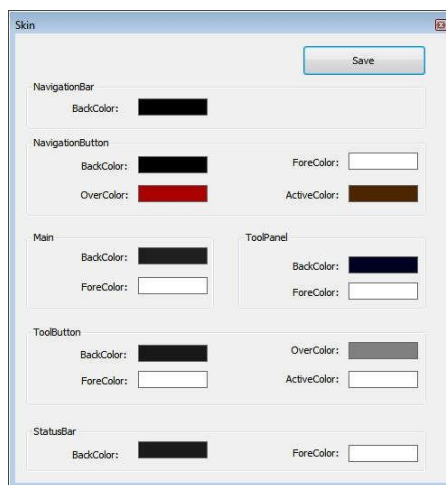 Skin
Save
NavigationBar
BackColor:
NavigationButton
BackColor:
ForeColor:
OverColor:
ActiveColor:
Main
BackColor:
ForeColor:
ToolPanel
BackColor:
ForeColor:
ToolButton
BackColor:
OverColor:
ForeColor:
ActiveColor:
StatusBar
BackColor:
ForeColor: